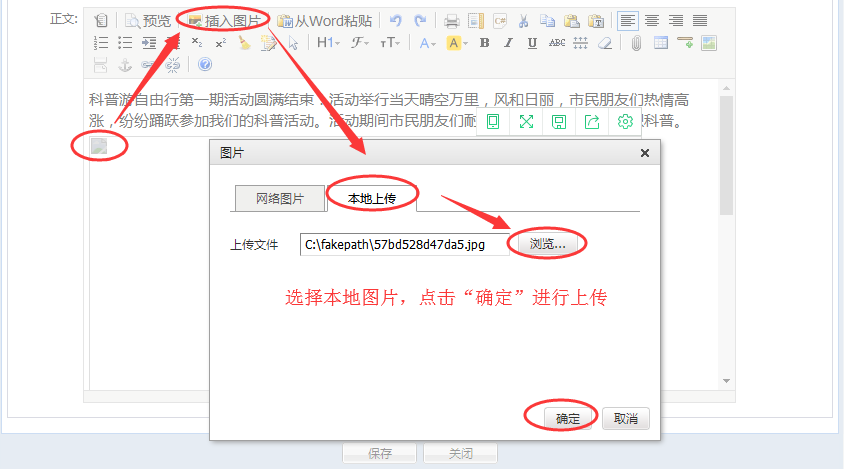 正文:
预览 插入图片 从Word粘贴
H1 ℱ тT A A B I U ABC
科普游自由行第一期活动圆满结束！活动举行当天晴空万里，风和日丽，市民朋友们热情高
涨，纷纷踊跃参加我们的科普活动。活动期间市民朋友们耐 科普。
图片
网络图片 本地上传
上传文件 C:\fakepath\57bd528d47da5.jpg 浏览...
选择本地图片，点击“确定”进行上传
确定 取消
保存 关闭